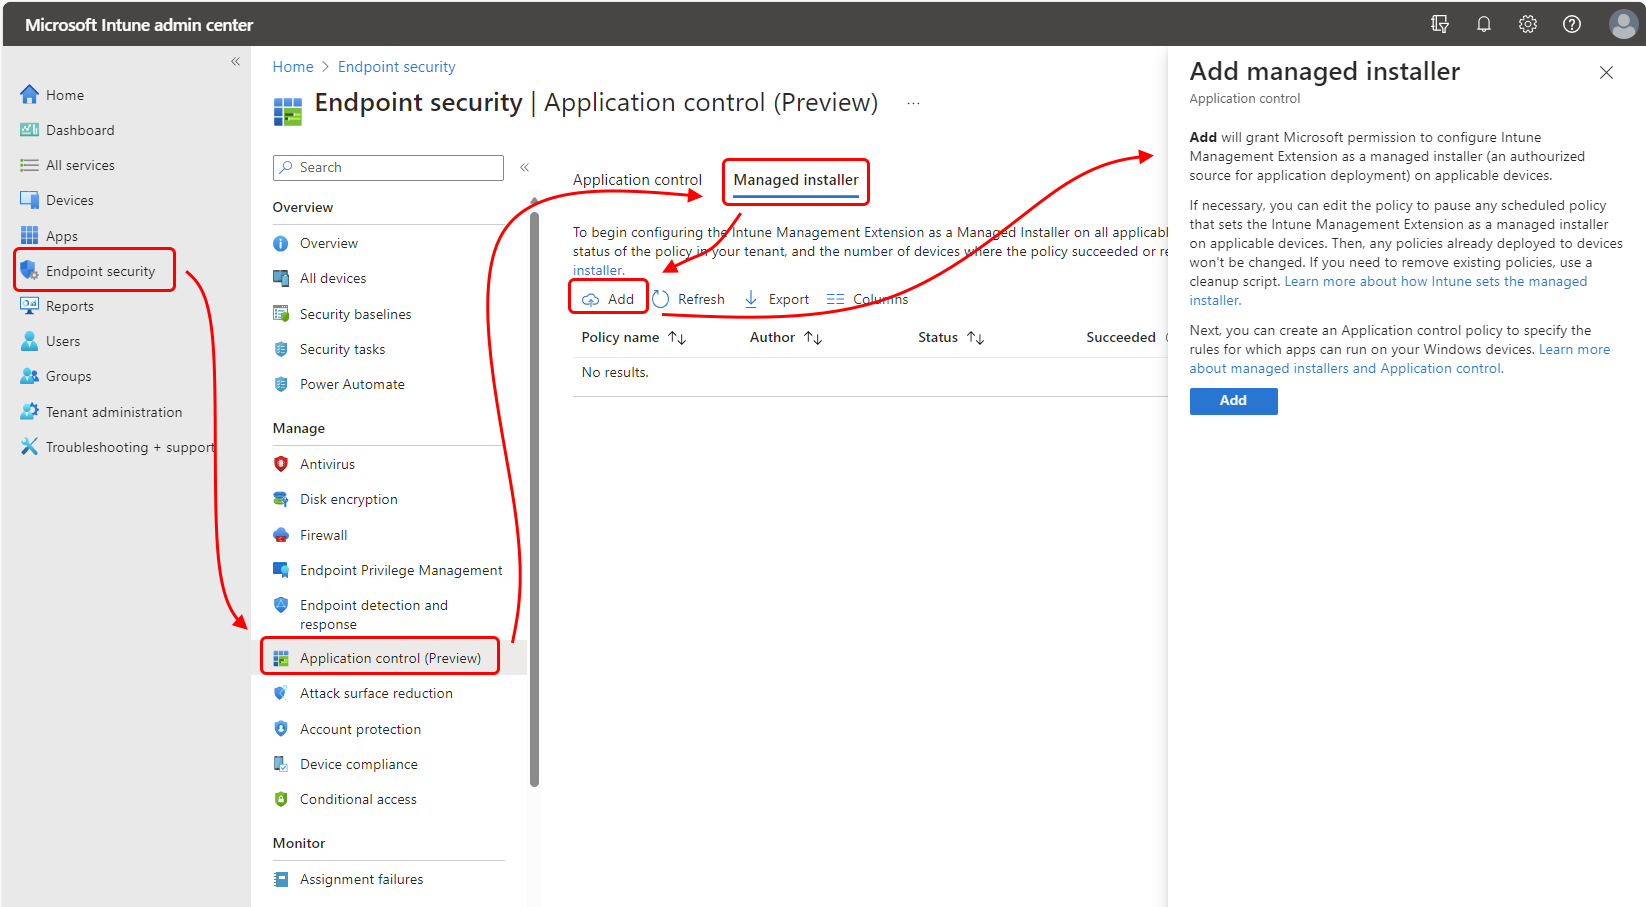 Microsoft Intune admin center
Home
Dashboard
All services
Devices
Apps
Endpoint security
Reports
Users
Groups
Tenant administration
Troubleshooting + support
Home > Endpoint security
Endpoint security | Application control (Preview) ...
Search
Overview
Overview
All devices
Security baselines
Security tasks
Power Automate
Manage
Antivirus
Disk encryption
Firewall
Endpoint Privilege Management
Endpoint detection and
response
Application control (Preview)
Attack surface reduction
Account protection
Device compliance
Conditional access
Monitor
Assignment failures
Application control Managed installer
To begin configuring the Intune Management Extension as a Managed Installer on all applicabl
status of the policy in your tenant, and the number of devices where the policy succeeded or re
installer.
Add Refresh Export Columns
Policy name Author Status Succeeded
No results.
Add managed installer
Application control
Add will grant Microsoft permission to configure Intune
Management Extension as a managed installer (an authourized
source for application deployment) on applicable devices.
If necessary, you can edit the policy to pause any scheduled policy
that sets the Intune Management Extension as a managed installer
on applicable devices. Then, any policies already deployed to devices
won't be changed. If you need to remove existing policies, use a
cleanup script. Learn more about how Intune sets the managed
installer.
Next, you can create an Application control policy to specify the
rules for which apps can run on your Windows devices. Learn more
about managed installers and Application control.
Add